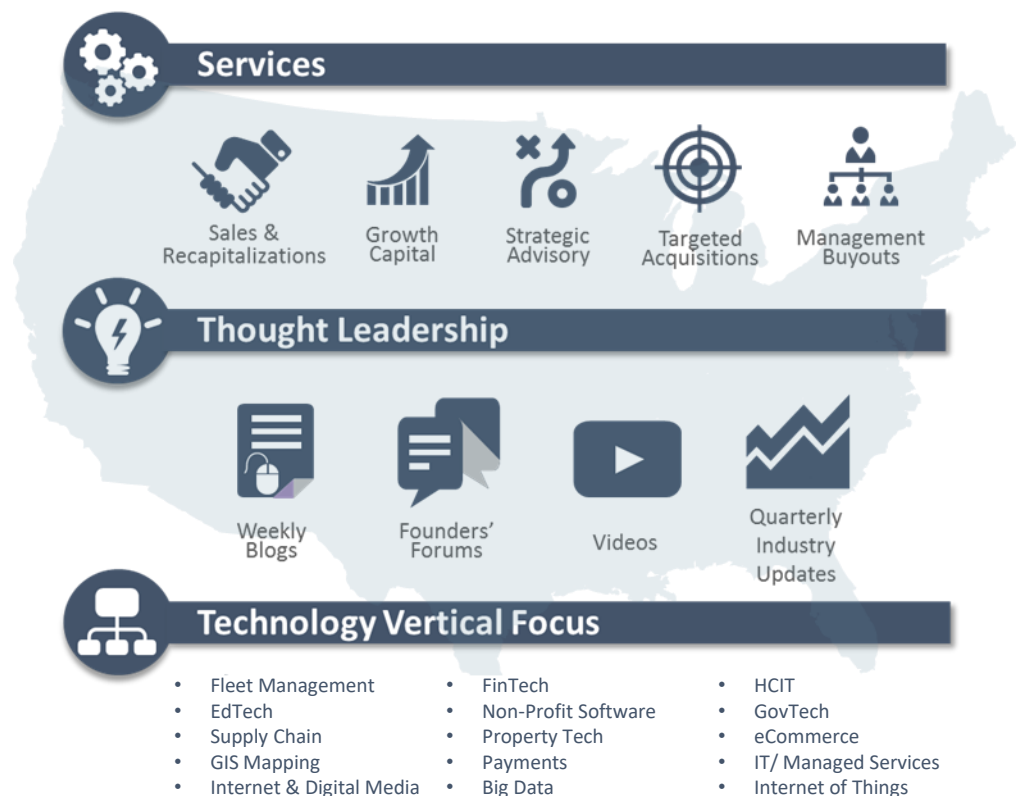 Services
Sales &
Recapitalizations
Growth
Capital
Strategic
Advisory
Targeted
Acquisitions
Management
Buyouts
Thought Leadership
Weekly
Blogs
Founders’
Forums
Videos
Quarterly
Industry
Updates
Technology Vertical Focus
• Fleet Management
• EdTech
• Supply Chain
• GIS Mapping
• Internet & Digital Media
• FinTech
• Non-Profit Software
• Property Tech
• Payments
• Big Data
• HCIT
• GovTech
• eCommerce
• IT/ Managed Services
• Internet of Things